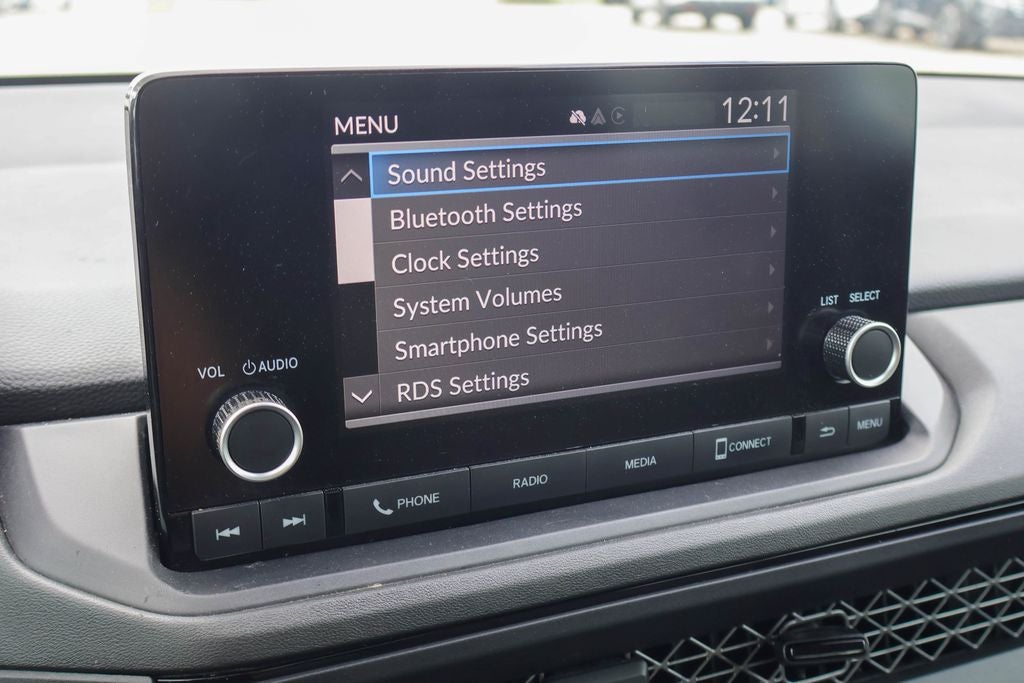 MENU 12:11
Sound Settings
Bluetooth Settings
Clock Settings
System Volumes
Smartphone Settings
RDS Settings
VOL AUDIO
LIST SELECT
PHONE RADIO MEDIA CONNECT MENU